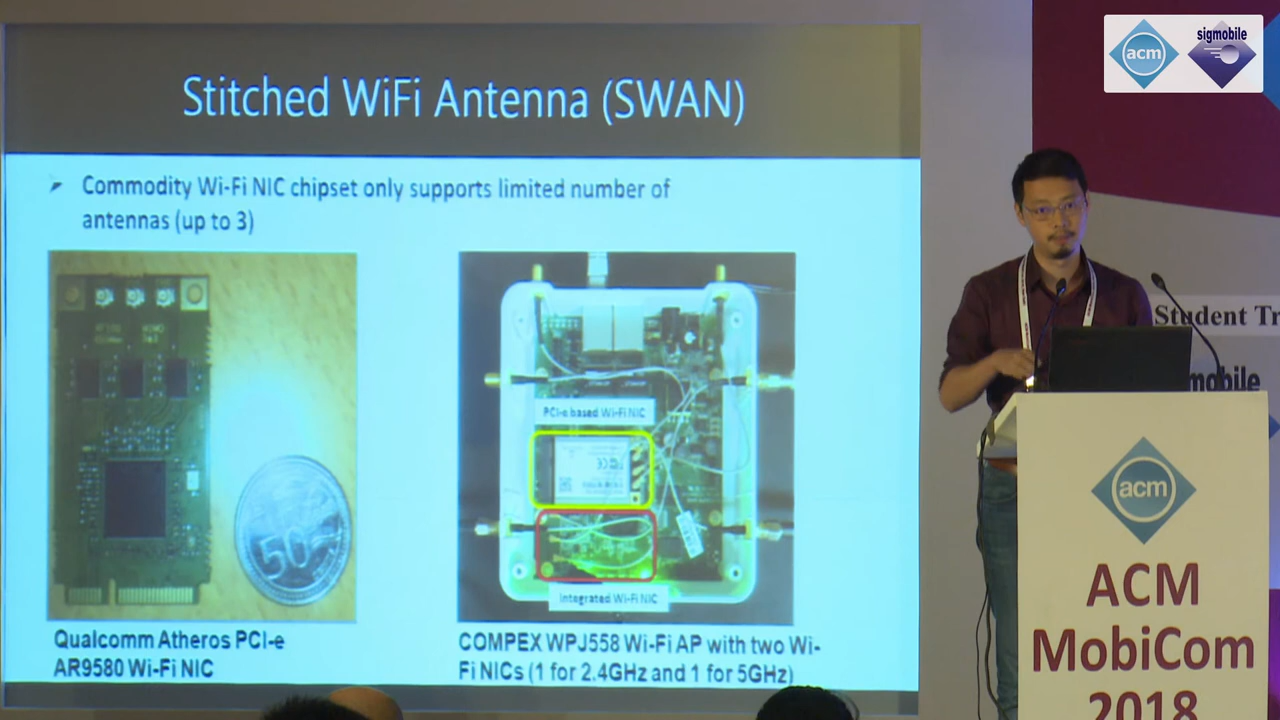 Stitched WiFi Antenna (SWAN)
Commodity Wi-Fi NIC chipset only supports limited number of
antennas (up to 3)
PCI-e based Wi-Fi NIC
Integrated Wi-Fi NIC
50
Qualcomm Atheros PCI-e
AR9580 Wi-Fi NIC
COMPEX WPJ558 Wi-Fi AP with two Wi-
Fi NICs (1 for 2.4GHz and 1 for 5GHz)
acm
sigmobile
Student Tr
mobile
acm
ACM
MobiCom
2018